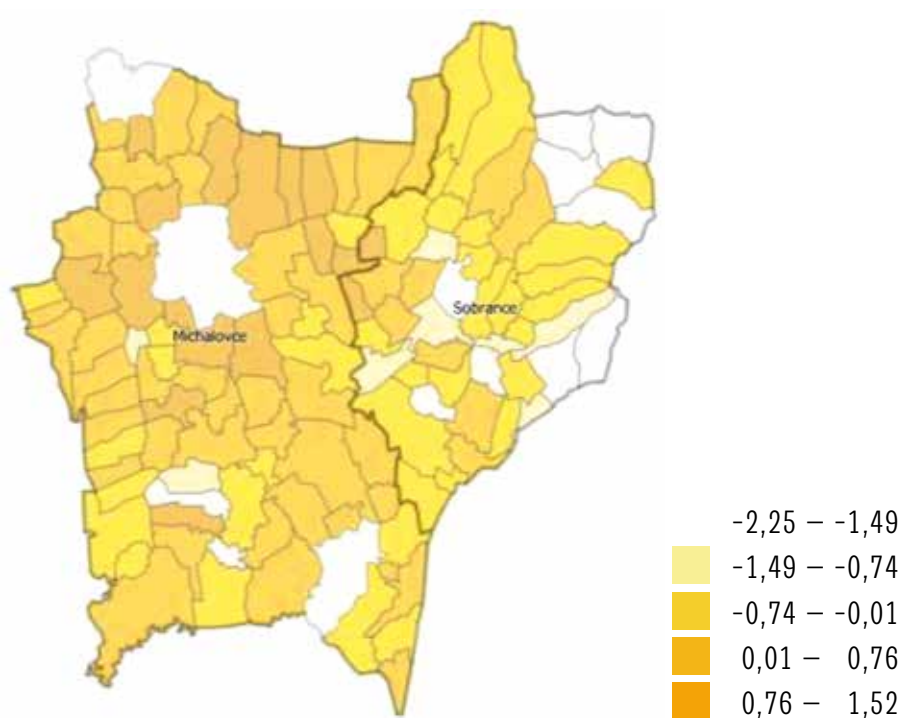 Sobrance
Michalovce
-2,25 – -1,49
-1,49 – -0,74
-0,74 – -0,01
0,01 – 0,76
0,76 – 1,52